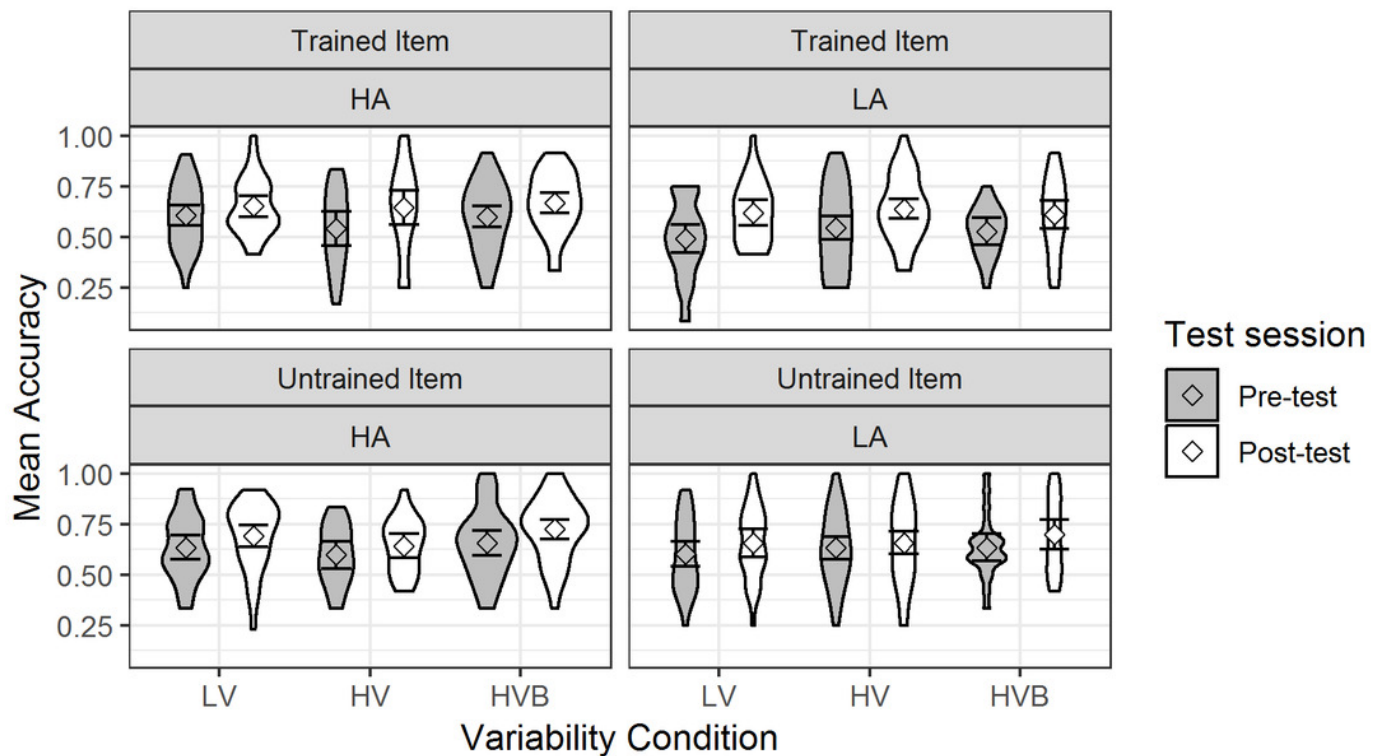 Trained Item
Trained Item
HA
LA
1.00
0.75
0.50
0.25
Untrained Item
Untrained Item
HA
LA
1.00
0.75
0.50
0.25
LV HV HVB
LV HV HVB
Mean Accuracy
Variability Condition
Test session
Pre-test
Post-test